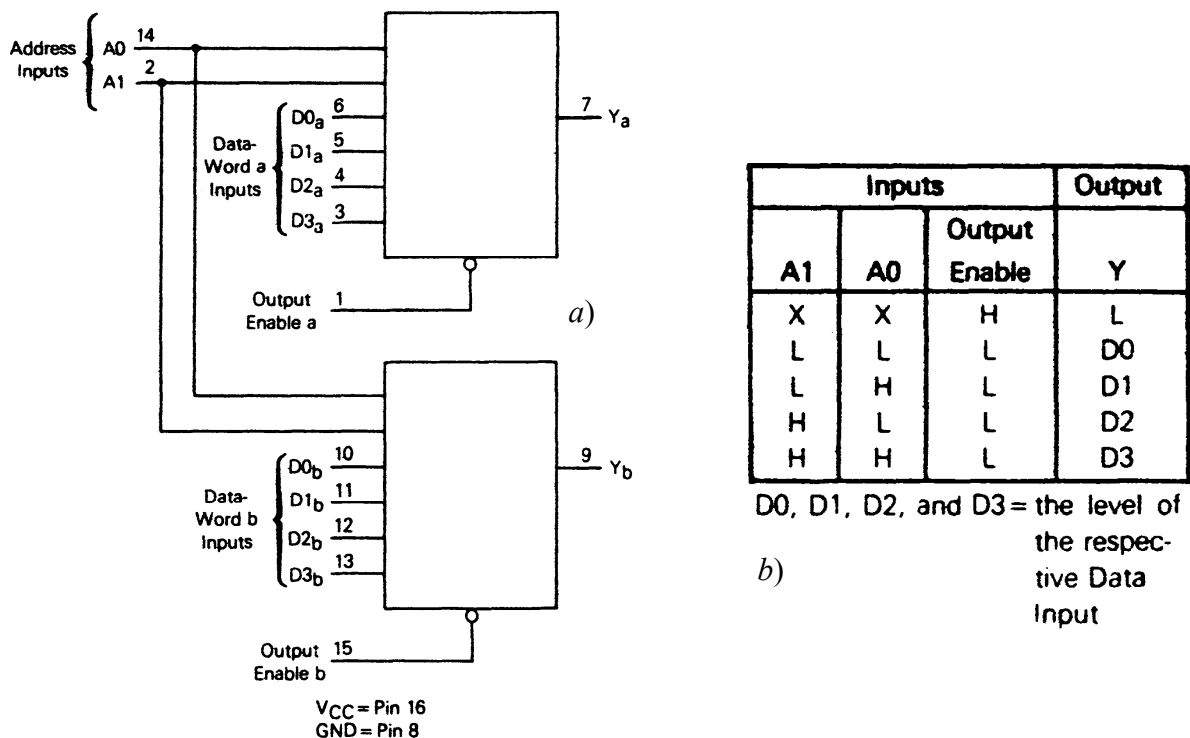 Address
Inputs
A0 14
A1 2
Data-
Word a
Inputs
D0a 6
D1a 5
D2a 4
D3a 3
7 Ya
Output
Enable a
1
a)
Data-
Word b
Inputs
D0b 10
D1b 11
D2b 12
D3b 13
9 Yb
Output
Enable b
15
VCC = Pin 16
GND = Pin 8
Inputs Output
A1 A0 Output Enable Y
X X H L
L L L D0
L H L D1
H L L D2
H H L D3
D0, D1, D2, and D3 = the level of
the respec-
tive Data
Input
b)